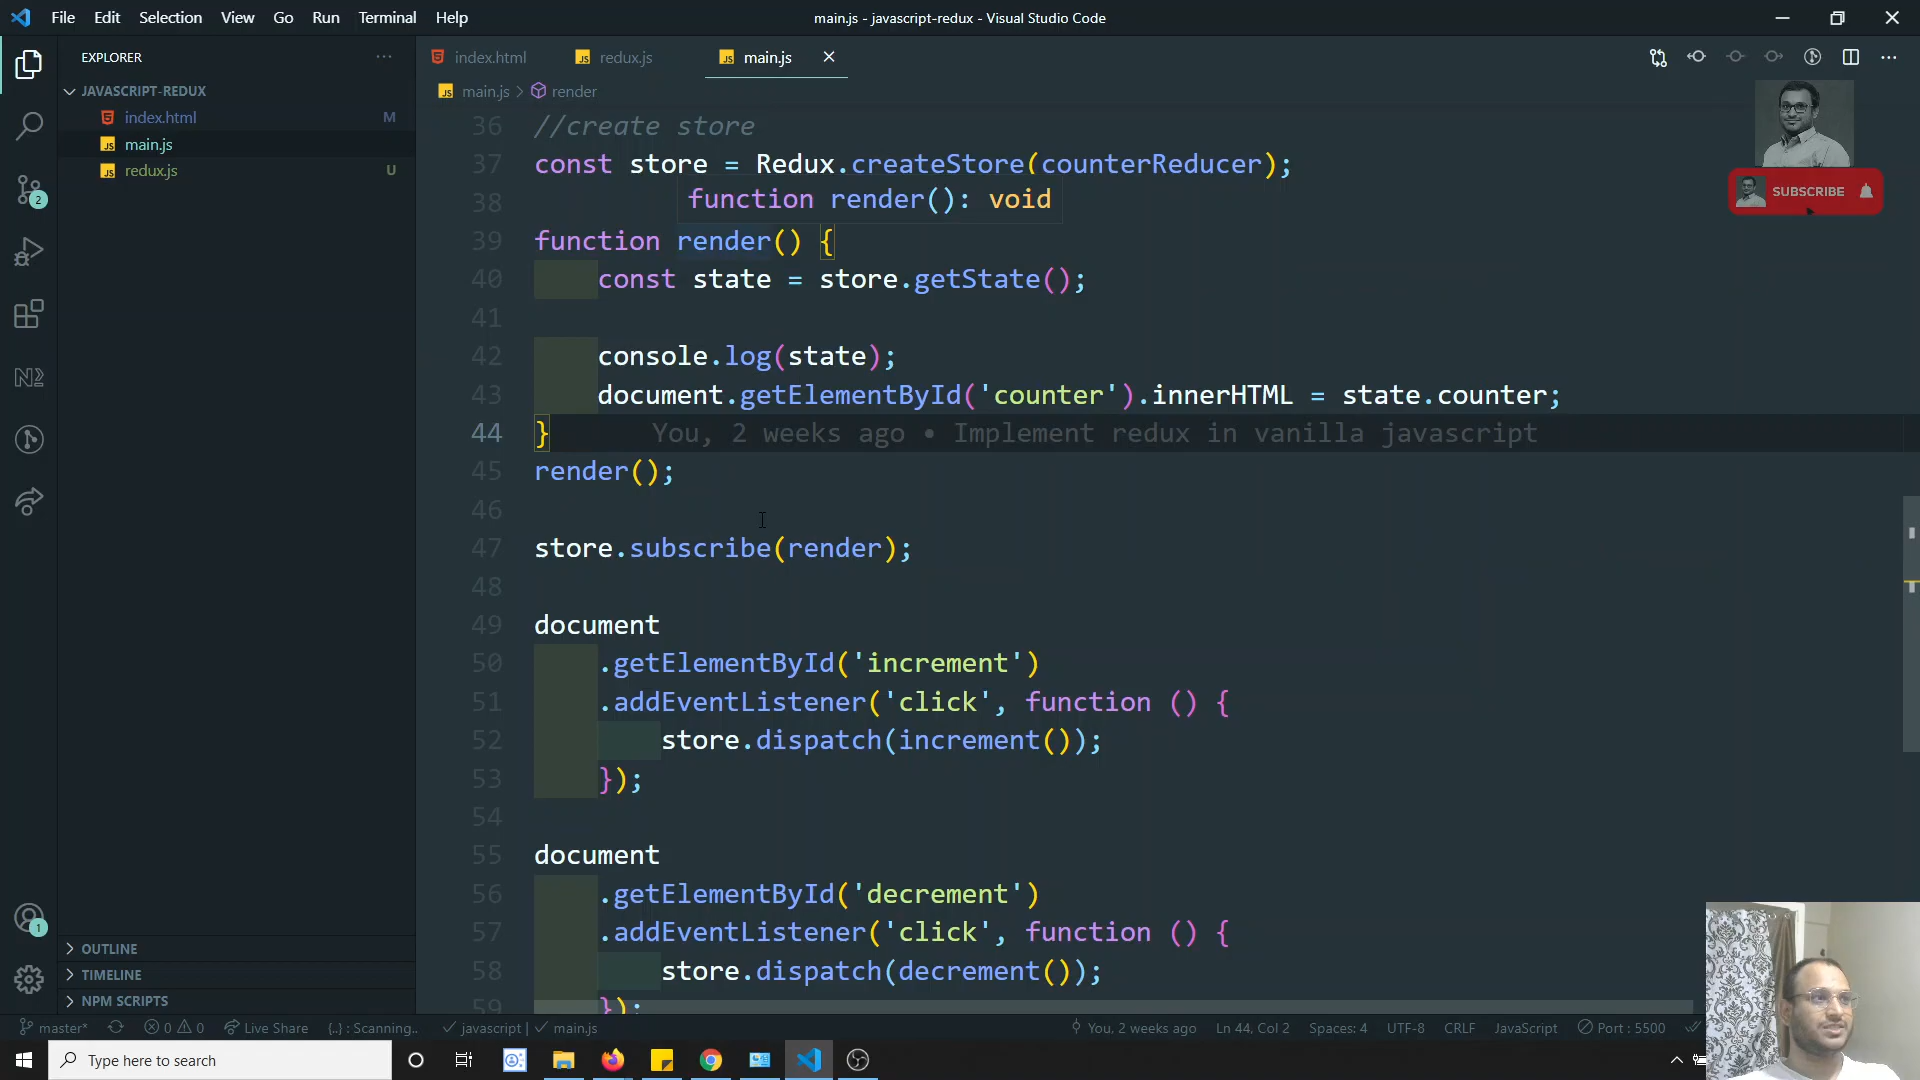 File Edit Selection View Go Run Terminal Help
main.js - javascript-redux - Visual Studio Code
EXPLORER
JAVASCRIPT-REDUX
index.html M
main.js
redux.js U
OUTLINE
TIMELINE
NPM SCRIPTS
2
1
index.html redux.js main.js
main.js > render
36 //create store
37 const store = Redux.createStore(counterReducer);
38
function render(): void
39 function render() {
40 const state = store.getState();
41
42 console.log(state);
43 document.getElementById('counter').innerHTML = state.counter;
44 } You, 2 weeks ago • Implement redux in vanilla javascript
45 render();
46
47 store.subscribe(render);
48
49 document
50 .getElementById('increment')
51 .addEventListener('click', function () {
52 store.dispatch(increment());
53 });
54
55 document
56 .getElementById('decrement')
57 .addEventListener('click', function () {
58 store.dispatch(decrement());
59 });
SUBSCRIBE
master* 0 0 Live Share {..} : Scanning.. javascript | main.js You, 2 weeks ago Ln 44, Col 2 Spaces: 4 UTF-8 CRLF JavaScript Port : 5500
Type here to search